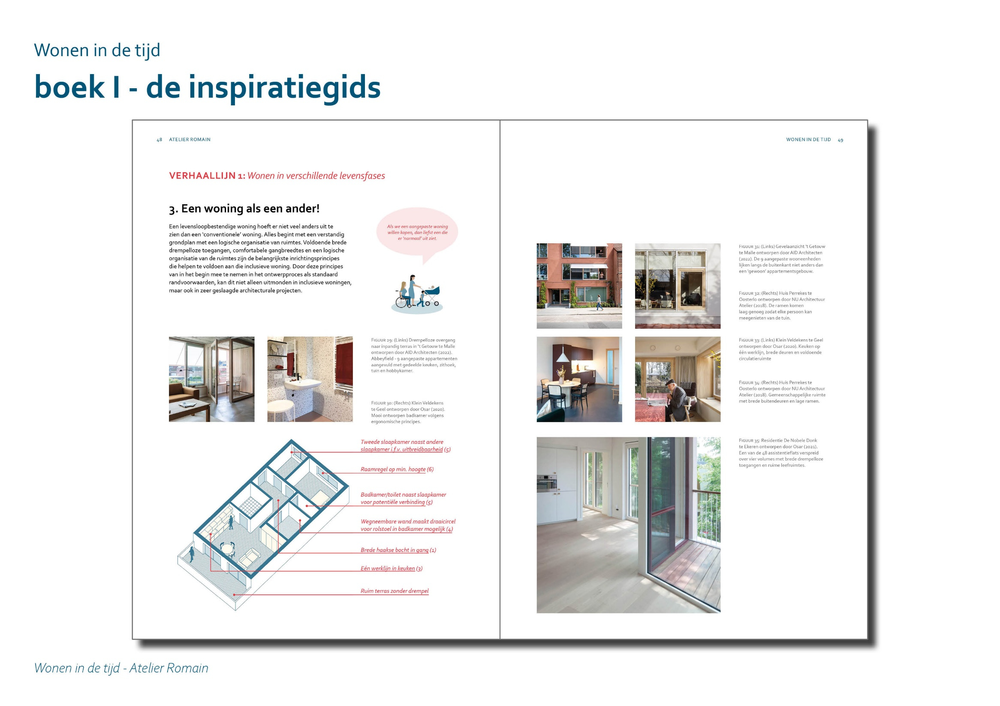 Wonen in de tijd
boek I - de inspiratiegids
48 ATELIER ROMAIN
WONEN IN DE TIJD 49
VERHAALLIJN 1: Wonen in verschillende levensfases
3. Een woning als een ander!
Een levensloopbestendige woning hoeft er niet veel anders uit te
zien dan een ‘conventionele’ woning. Alles begint met een verstandig
grondplan met een logische organisatie van ruimtes. Voldoende brede
drempelloze toegangen, comfortabele gangbreedtes en een logische
organisatie van de ruimtes zijn de belangrijkste inrichtingsprincipes
die helpen te voldoen aan die inclusieve woning. Door deze principes
van in het begin mee te nemen in het ontwerpproces als standaard
randvoorwaarden, kan dit niet alleen uitmonden in inclusieve woningen,
maar ook in zeer geslaagde architecturale projecten.
Als we een aangepaste woning
willen kopen, dan liefst een die
er ‘normaal’ uit ziet.
FIGUUR 29: (Links) Drempelloze overgang
naar inpandig terras in ‘t Getouw te Malle
ontworpen door AID Architecten (2022).
Abbeyfield - 9 aangepaste appartementen
aangevuld met gedeelde keuken, zithoek,
tuin en hobbykamer.
FIGUUR 30: (Rechts) Klein Veldekens
te Geel ontworpen door Osar (2020).
Mooi ontworpen badkamer volgens
ergonomische principes.
Tweede slaapkamer naast andere
slaapkamer i.f.v. uitbreidbaarheid (5)
Raamregel op min. hoogte (6)
Badkamer/toilet naast slaapkamer
voor potentiële verbinding (5)
Wegneembare wand maakt draaicircel
voor rolstoel in badkamer mogelijk (4)
Brede haakse bocht in gang (1)
Eén werklijn in keuken (3)
Ruim terras zonder drempel
FIGUUR 31: (Links) Gevelaanzicht ‘t Getouw
te Malle ontworpen door AID Architecten
(2022). De 9 aangepaste wooneenheden
lijken langs de buitenkant niet anders dan
een ‘gewoon’ appartementsgebouw.
FIGUUR 32: (Rechts) Huis Perrekes te
Oosterlo ontworpen door NU Architectuur
Atelier (2018). De ramen komen
laag genoeg zodat elke persoon kan
meegenieten van de tuin.
FIGUUR 33: (Links) Klein Veldekens te Geel
ontworpen door Osar (2020). Keuken op
één werklijn, brede deuren en voldoende
circulatieruimte
FIGUUR 34: (Rechts) Huis Perrekes te
Oosterlo ontworpen door NU Architectuur
Atelier (2018). Gemeenschappelijke ruimte
met brede buitendeuren en lage ramen.
FIGUUR 35: Residentie De Nobele Donk
te Ekeren ontworpen door Osar (2021).
Een van de 48 assistentieflats verspreid
over vier volumes met brede drempelloze
toegangen en ruime leefruimtes.
Wonen in de tijd - Atelier Romain